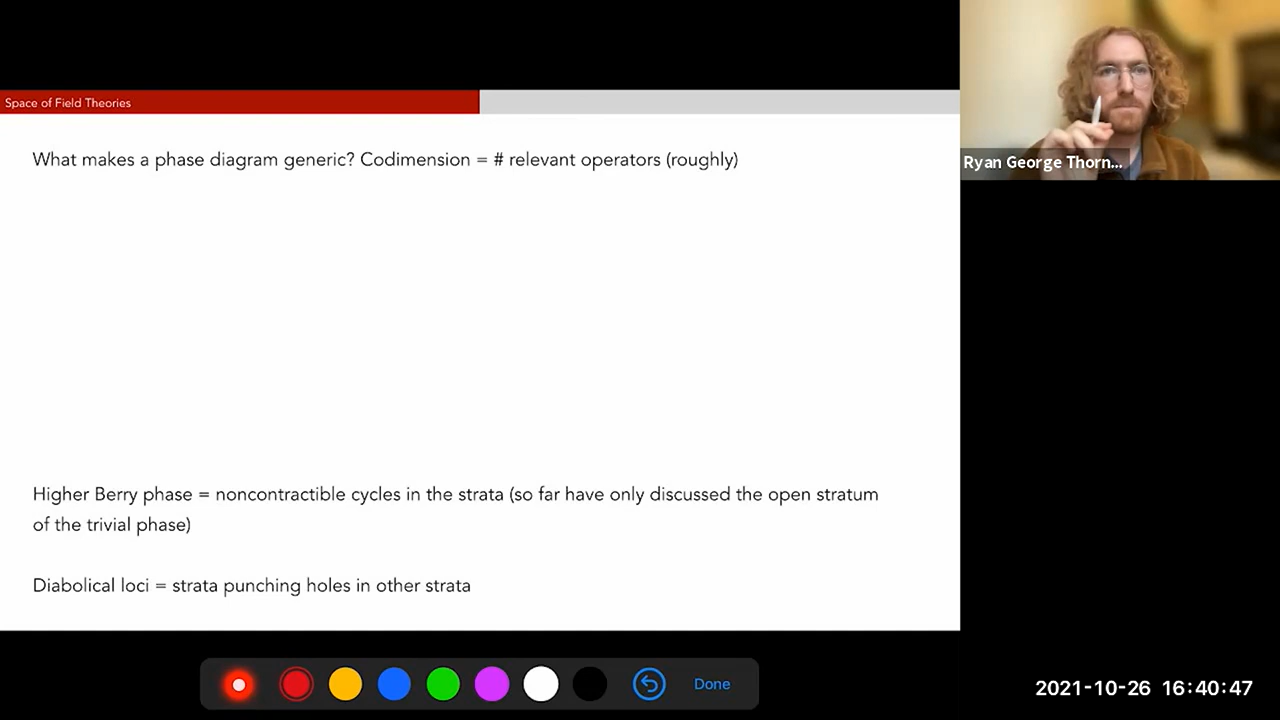 Space of Field Theories
What makes a phase diagram generic? Codimension = # relevant operators (roughly)
Ryan George Thorn...
Higher Berry phase = noncontractible cycles in the strata (so far have only discussed the open stratum
of the trivial phase)
Diabolical loci = strata punching holes in other strata
Done
2021-10-26 16:40:47